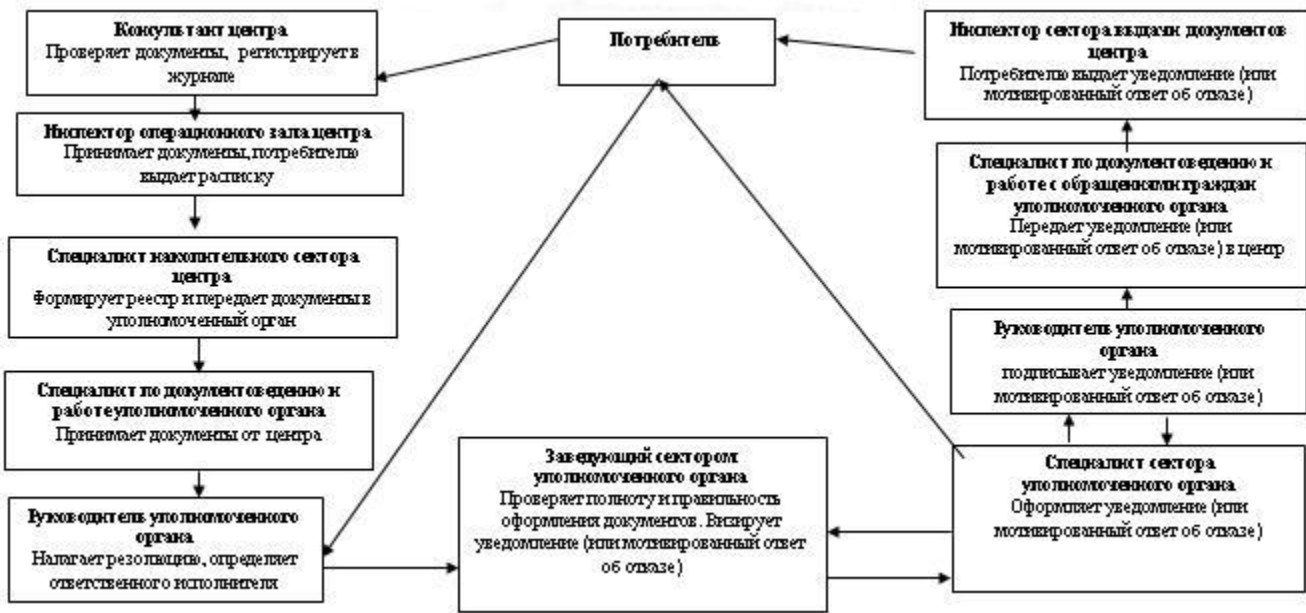 Консультант центра
Проверяет документы, регистрирует в
журнале
Инспектор операционного зала центра
Принимает документы, потребителю
выдает расписку
Специалист накопительного сектора
центра
Формирует реестр и передает документы в
уполномоченный орган
Специалист по документоведению и
работе уполномоченного органа
Принимает документы от центра
Руководитель уполномоченного
органа
Налагает резолюцию, определяет
ответственного исполнителя
Потребитель
Заведующий сектором
уполномоченного органа
Проверяет полноту и правильность
оформления документов. Визирует
уведомление (или мотивированный ответ
об отказе)
Инспектор сектора выдачи документов
центра
Потребителю выдает уведомление (или
мотивированный ответ об отказе)
Специалист по документоведению и
работе с обращениями граждан
уполномоченного органа
Передает уведомление (или
мотивированный ответ об отказе) в центр
Руководитель уполномоченного
органа
подписывает уведомление (или
мотивированный ответ об отказе)
Специалист сектора
уполномоченного органа
Оформляет уведомление (или
мотивированный ответ об отказе)